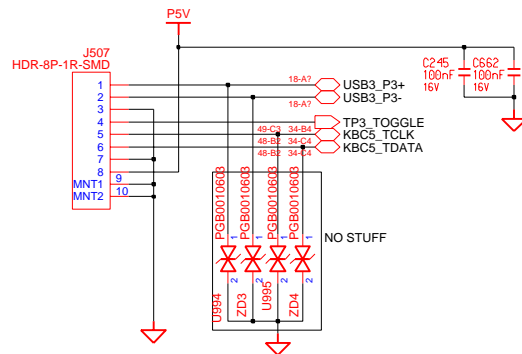 P5V
J507
HDR-8P-1R-SMD
C245
100nF
16V
C662
100nF
16V
1
2
3
4
5
6
7
8
MNT1 9
MNT2 10
18-A?
USB3_P3+
18-A?
USB3_P3-
TP3_TOGGLE
49-C3 34-B4
KBC5_TCLK
48-B2 34-C4
KBC5_TDATA
48-B2 34-C4
PGB0010603
PGB0010603
PGB0010603
PGB0010603
NO STUFF
1
1
1
1
2
2
2
2
U994
ZD3
U995
ZD4